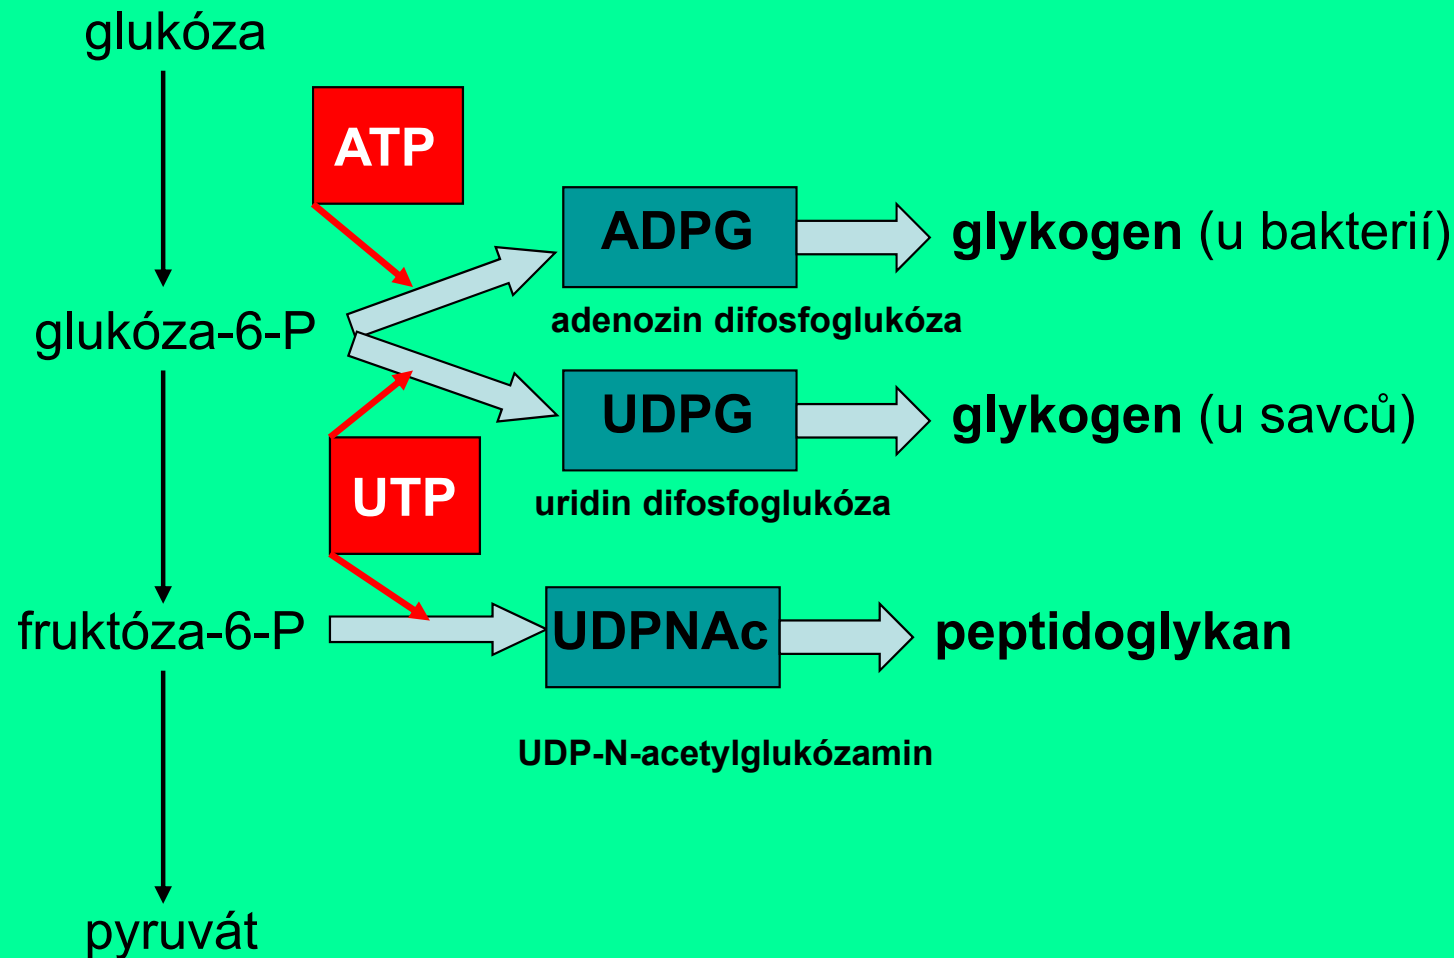 glukóza
ATP
ADPG
glykogen (u bakterií)
adenozin difosfoglukóza
glukóza-6-P
UDPG
glykogen (u savců)
uridin difosfoglukóza
UTP
fruktóza-6-P
UDPNAc
peptidoglykan
UDP-N-acetylglukózamin
pyruvát